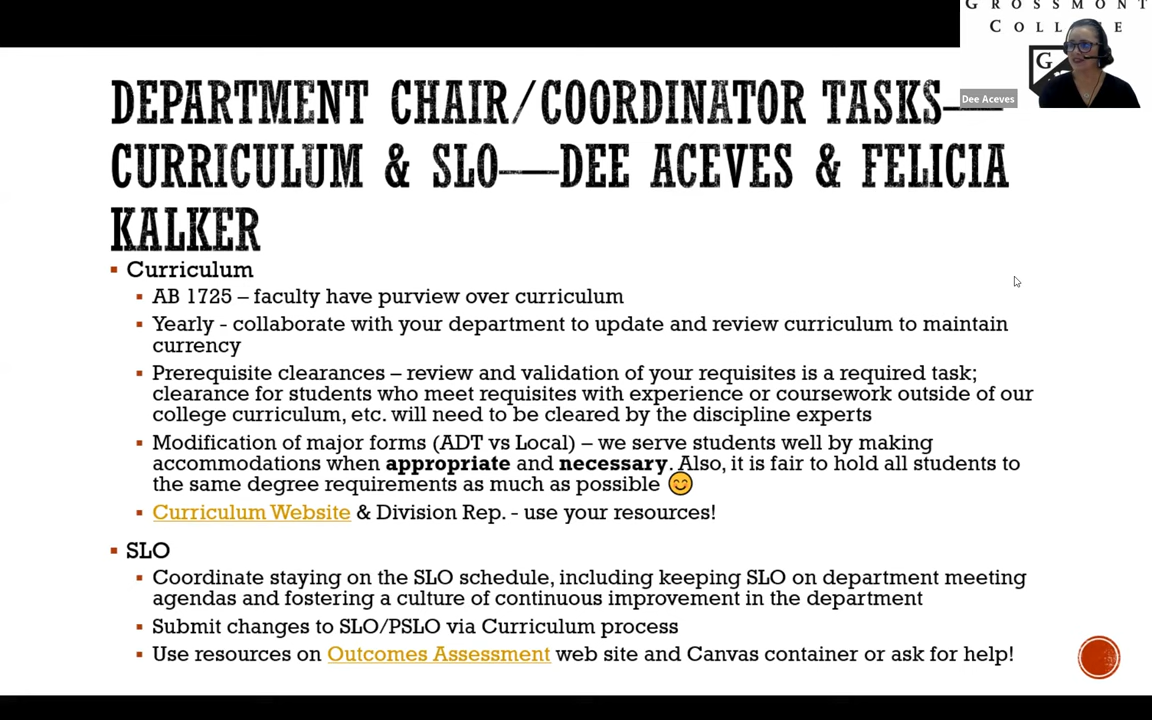 GROSSMONT
COLLEGE
G
Dee Aceves
DEPARTMENT CHAIR/COORDINATOR TASKS—
CURRICULUM & SLO—DEE ACEVES & FELICIA
KALKER
Curriculum
AB 1725 – faculty have purview over curriculum
Yearly - collaborate with your department to update and review curriculum to maintain
currency
Prerequisite clearances – review and validation of your requisites is a required task;
clearance for students who meet requisites with experience or coursework outside of our
college curriculum, etc. will need to be cleared by the discipline experts
Modification of major forms (ADT vs Local) – we serve students well by making
accommodations when appropriate and necessary. Also, it is fair to hold all students to
the same degree requirements as much as possible 😊
Curriculum Website & Division Rep. - use your resources!
SLO
Coordinate staying on the SLO schedule, including keeping SLO on department meeting
agendas and fostering a culture of continuous improvement in the department
Submit changes to SLO/PSLO via Curriculum process
Use resources on Outcomes Assessment web site and Canvas container or ask for help!